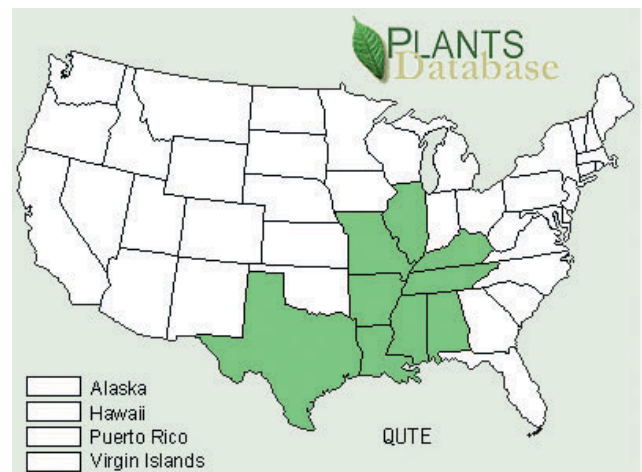 PLANTS
Database
Alaska
Hawaii
Puerto Rico
QUTE
Virgin Islands